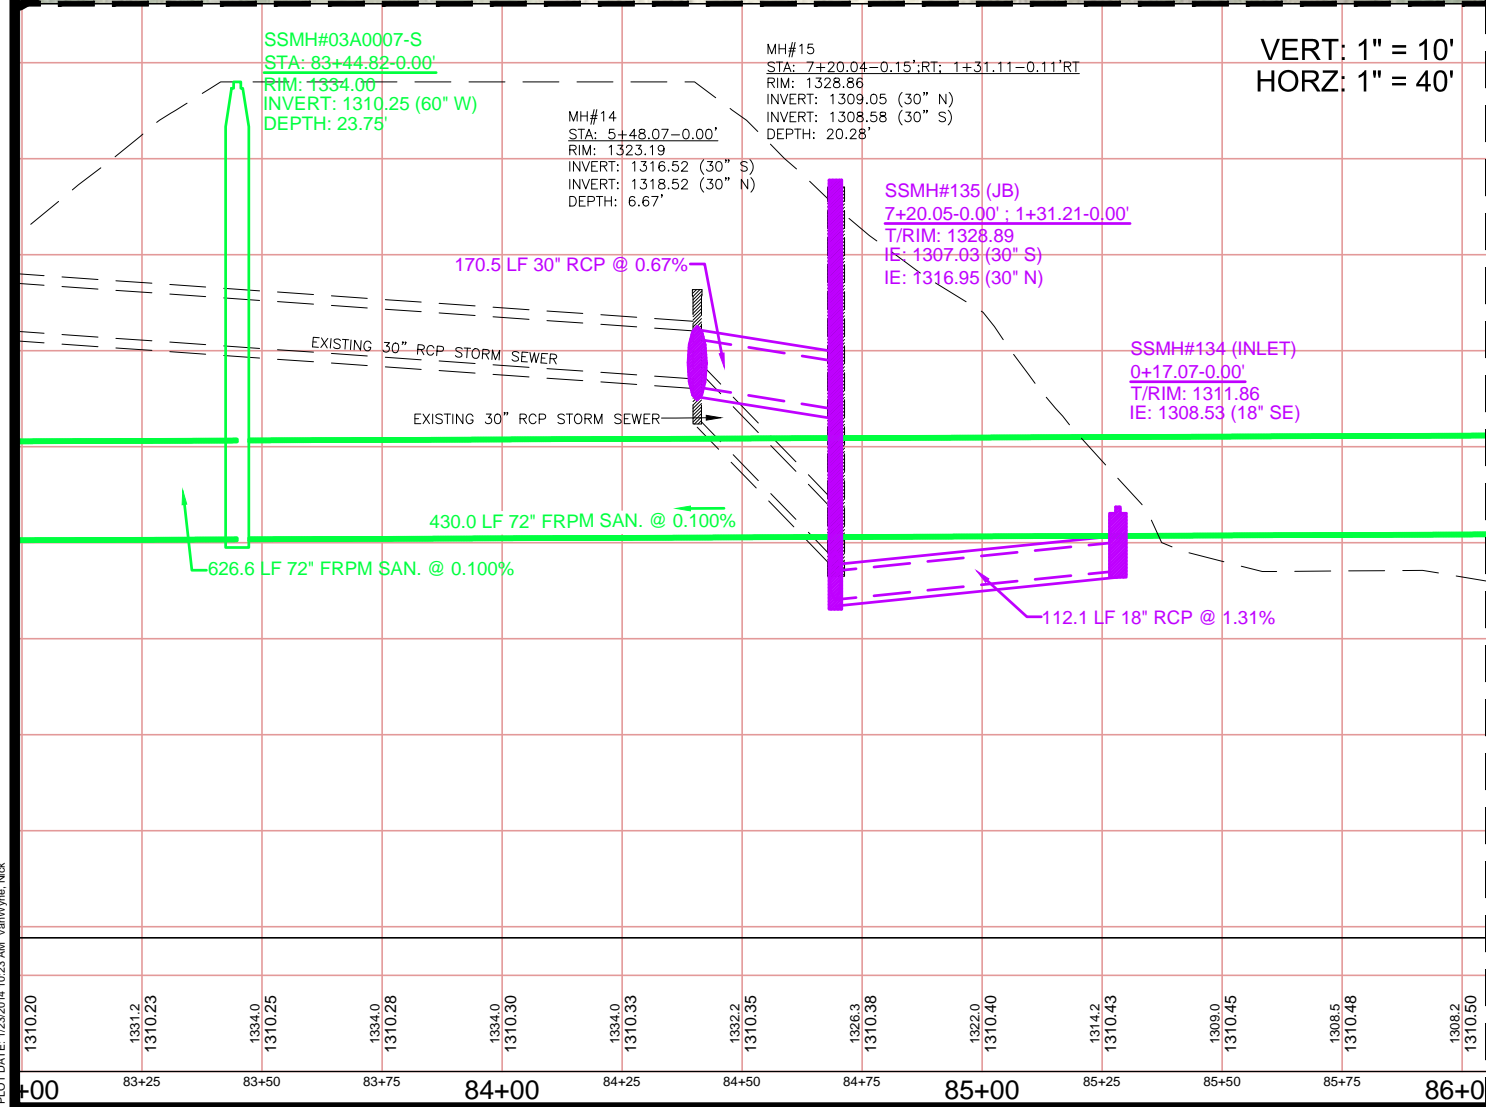 SSMH#03A0007-S
STA: 83+44.82-0.00'
RIM: 1334.00
INVERT: 1310.25 (60" W)
DEPTH: 23.75'
MH#14
STA: 5+48.07-0.00'
RIM: 1323.19
INVERT: 1316.52 (30" S)
INVERT: 1318.52 (30" N)
DEPTH: 6.67'
MH#15
STA: 7+20.04-0.15';RT; 1+31.11-0.11'RT
RIM: 1328.86
INVERT: 1309.05 (30" N)
INVERT: 1308.58 (30" S)
DEPTH: 20.28'
VERT: 1" = 10'
HORZ: 1" = 40'
SSMH#135 (JB)
7+20.05-0.00' ; 1+31.21-0.00'
T/RIM: 1328.89
IE: 1307.03 (30" S)
IE: 1316.95 (30" N)
170.5 LF 30" RCP @ 0.67%
EXISTING 30" RCP STORM SEWER
EXISTING 30" RCP STORM SEWER
SSMH#134 (INLET)
0+17.07-0.00'
T/RIM: 1311.86
IE: 1308.53 (18" SE)
430.0 LF 72" FRPM SAN. @ 0.100%
626.6 LF 72" FRPM SAN. @ 0.100%
112.1 LF 18" RCP @ 1.31%
PLOT DATE: 1/23/2014 10:23 AM VanWyhe, Nick
1310.20
1331.2
1310.23
1334.0
1310.25
1334.0
1310.28
1334.0
1310.30
1334.0
1310.33
1332.2
1310.35
1326.3
1310.38
1322.0
1310.40
1314.2
1310.43
1309.0
1310.45
1308.5
1310.48
1308.2
1310.50
+00 83+25 83+50 83+75 84+00 84+25 84+50 84+75 85+00 85+25 85+50 85+75 86+0